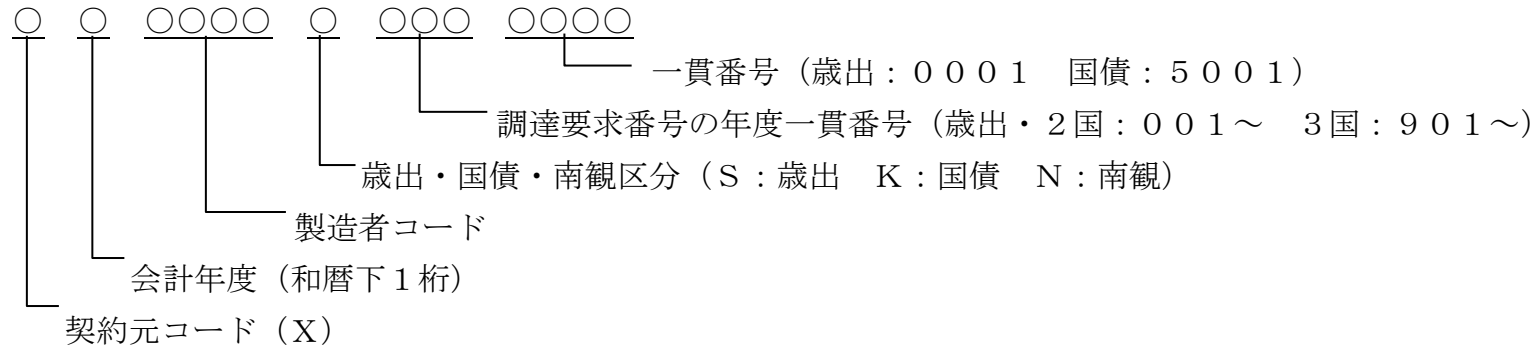 ○ ○ ○○○○ ○ ○○○ ○○○○
一貫番号（歳出：０００１　国債：５００１）
調達要求番号の年度一貫番号（歳出・２国：００１～　３国：９０１～）
歳出・国債・南観区分（Ｓ：歳出　Ｋ：国債　Ｎ：南観）
製造者コード
会計年度（和暦下１桁）
契約元コード（Ｘ）